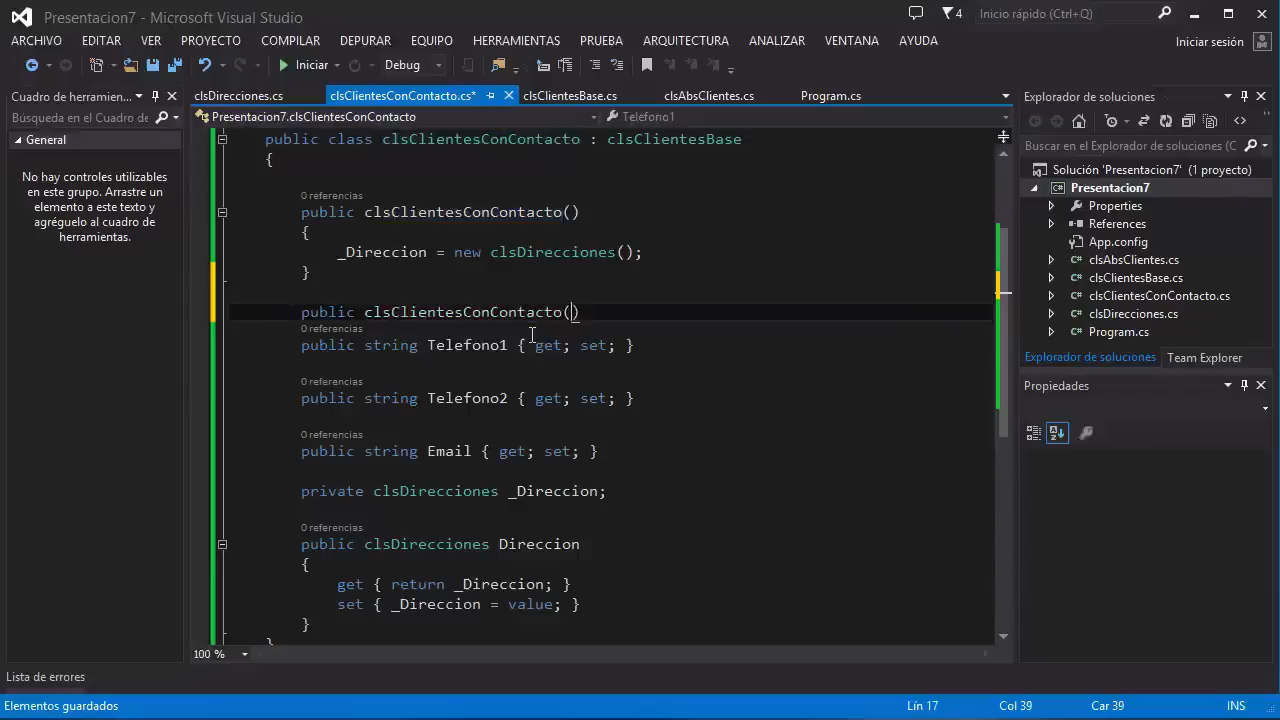 Presentacion7 - Microsoft Visual Studio
4
Inicio rápido (Ctrl+Q)
ARCHIVO EDITAR VER PROYECTO COMPILAR DEPURAR EQUIPO HERRAMIENTAS PRUEBA ARQUITECTURA ANALIZAR VENTANA AYUDA
Iniciar sesión
Iniciar Debug
Cuadro de herramien...
clsDirecciones.cs clsClientesConContacto.cs* clsClientesBase.cs clsAbsClientes.cs Program.cs
Explorador de soluciones
Búsqueda en el Cuadro de
Presentacion7.clsClientesConContacto Telefono1
General
No hay controles utilizables
en este grupo. Arrastre un
elemento a este texto y
agréguelo al cuadro de
herramientas.
public class clsClientesConContacto : clsClientesBase
{
0 referencias
public clsClientesConContacto()
{
_Direccion = new clsDirecciones();
}
public clsClientesConContacto()
0 referencias
public string Telefono1 { get; set; }
0 referencias
public string Telefono2 { get; set; }
0 referencias
public string Email { get; set; }
private clsDirecciones _Direccion;
0 referencias
public clsDirecciones Direccion
{
get { return _Direccion; }
set { _Direccion = value; }
}
}
100 %
Buscar en el Explorador de soluciones (C
Solución 'Presentacion7' (1 proyecto)
C# Presentacion7
Properties
References
App.config
C# clsAbsClientes.cs
C# clsClientesBase.cs
C# clsClientesConContacto.cs
C# clsDirecciones.cs
C# Program.cs
Explorador de soluciones Team Explorer
Propiedades
Lista de errores
Elementos guardados Lín 17 Col 39 Car 39 INS